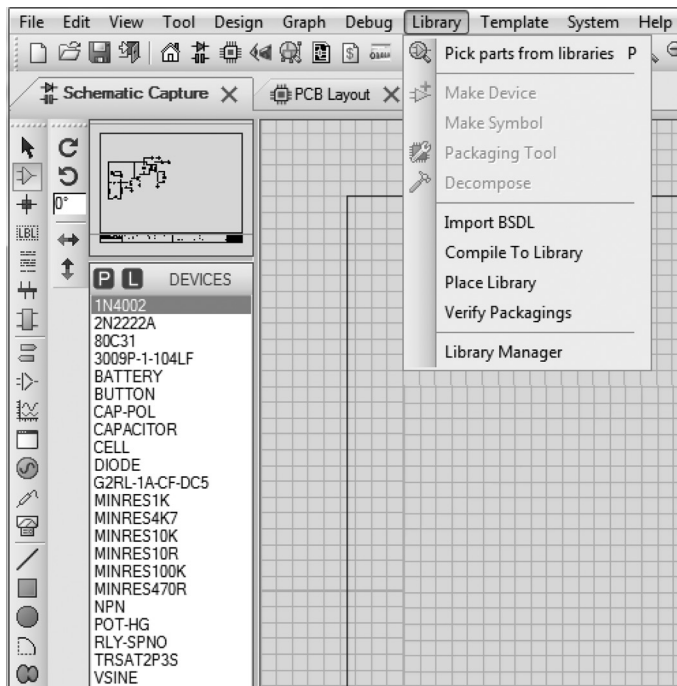 File Edit View Tool Design Graph Debug Library Template System Help
Schematic Capture
PCB Layout
Pick parts from libraries P
Make Device
Make Symbol
Packaging Tool
Decompose
Import BSDL
Compile To Library
Place Library
Verify Packagings
Library Manager
LBL
0°
P L DEVICES
1N4002
2N2222A
80C31
3009P-1-104LF
BATTERY
BUTTON
CAP-POL
CAPACITOR
CELL
DIODE
G2RL-1A-CF-DC5
MINRES1K
MINRES4K7
MINRES10K
MINRES10R
MINRES100K
MINRES470R
NPN
POT-HG
RLY-SPNO
TRSAT2P3S
VSINE